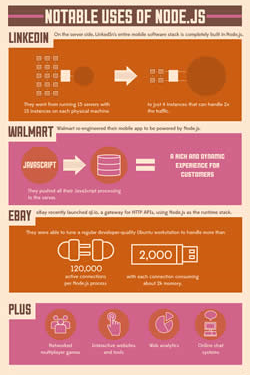 NOTABLE USES OF NODE.JS
LINKEDIN
On the server side, LinkedIn's entire mobile software stack is completely built in Node.js.
They went from running 15 servers with
15 instances on each physical machine
to just 4 instances that can handle 2x
the traffic.
WALMART
Walmart re-engineered their mobile app to be powered by Node.js.
JAVASCRIPT
A RICH AND DYNAMIC
EXPERIENCE FOR
CUSTOMERS
They pushed all their JavaScript processing
to the server.
EBAY
eBay recently launched ql.io, a gateway for HTTP APIs, using Node.js as the runtime stack.
They were able to tune a regular developer-quality Ubuntu workstation to handle more than
120,000
active connections
per Node.js process
2,000
with each connection consuming
about 2k memory.
PLUS
Networked
multiplayer games
Interactive websites
and tools
Web analytics
Online chat
systems